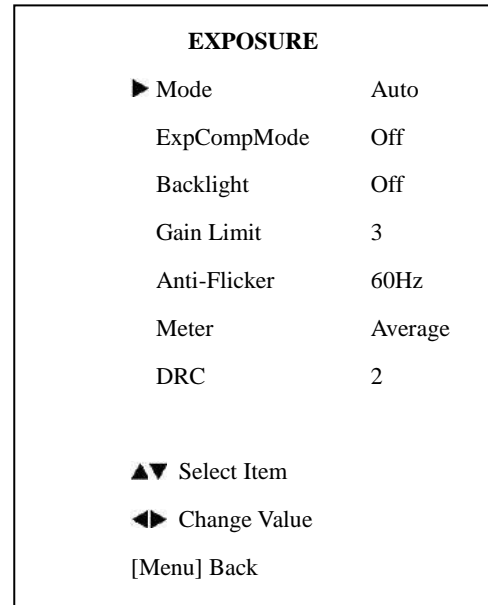 EXPOSURE
▶ Mode Auto
ExpCompMode Off
Backlight Off
Gain Limit 3
Anti-Flicker 60Hz
Meter Average
DRC 2
▲▼ Select Item
◀▶ Change Value
[Menu] Back